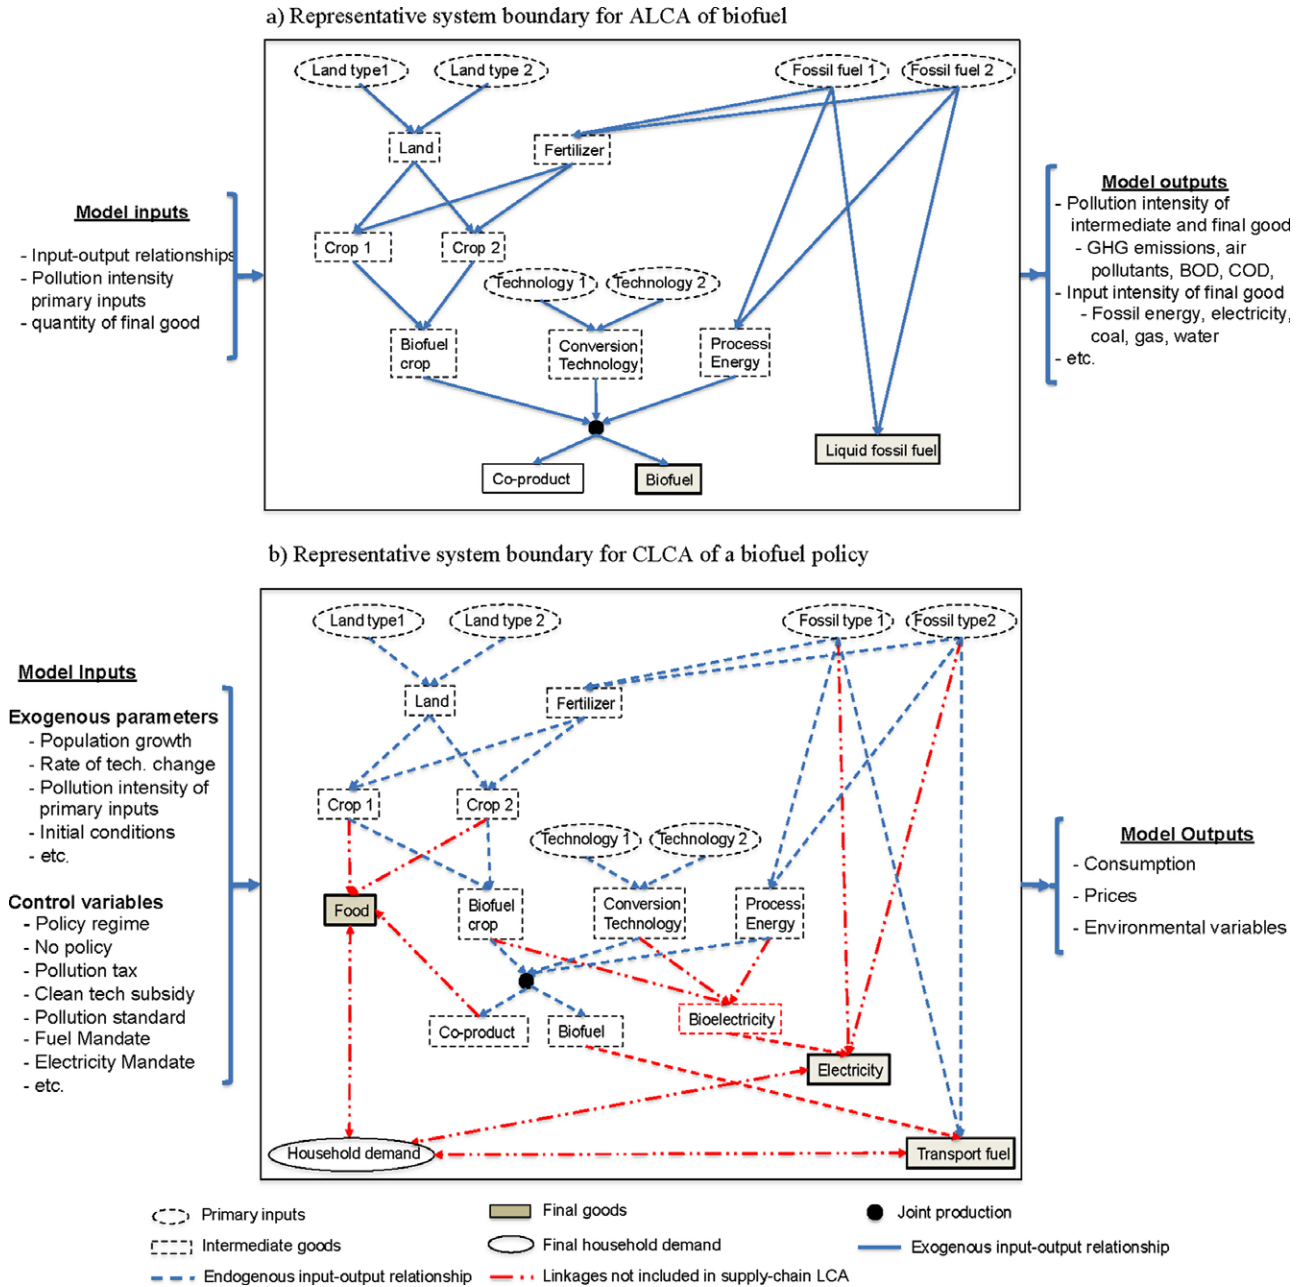 a) Representative system boundary for ALCA of biofuel
Land type1
Land type 2
Fossil fuel 1
Fossil fuel 2
Land
Fertilizer
Model inputs
- Input-output relationships
- Pollution intensity
primary inputs
- quantity of final good
Crop 1
Crop 2
Technology 1
Technology 2
Biofuel
crop
Conversion
Technology
Process
Energy
Co-product
Biofuel
Liquid fossil fuel
Model outputs
- Pollution intensity of
intermediate and final good
- GHG emissions, air
pollutants, BOD, COD,
- Input intensity of final good
- Fossil energy, electricity,
coal, gas, water
- etc.
b) Representative system boundary for CLCA of a biofuel policy
Land type1
Land type 2
Fossil type 1
Fossil type2
Land
Fertilizer
Model Inputs
Exogenous parameters
- Population growth
- Rate of tech. change
- Pollution intensity of
primary inputs
- Initial conditions
- etc.
Control variables
- Policy regime
- No policy
- Pollution tax
- Clean tech subsidy
- Pollution standard
- Fuel Mandate
- Electricity Mandate
- etc.
Crop 1
Crop 2
Technology 1
Technology 2
Food
Biofuel
crop
Conversion
Technology
Process
Energy
Co-product
Biofuel
Bioelectricity
Electricity
Household demand
Transport fuel
Model Outputs
- Consumption
- Prices
- Environmental variables
Primary inputs
Final goods
Joint production
Intermediate goods
Final household demand
Exogenous input-output relationship
Endogenous input-output relationship
Linkages not included in supply-chain LCA